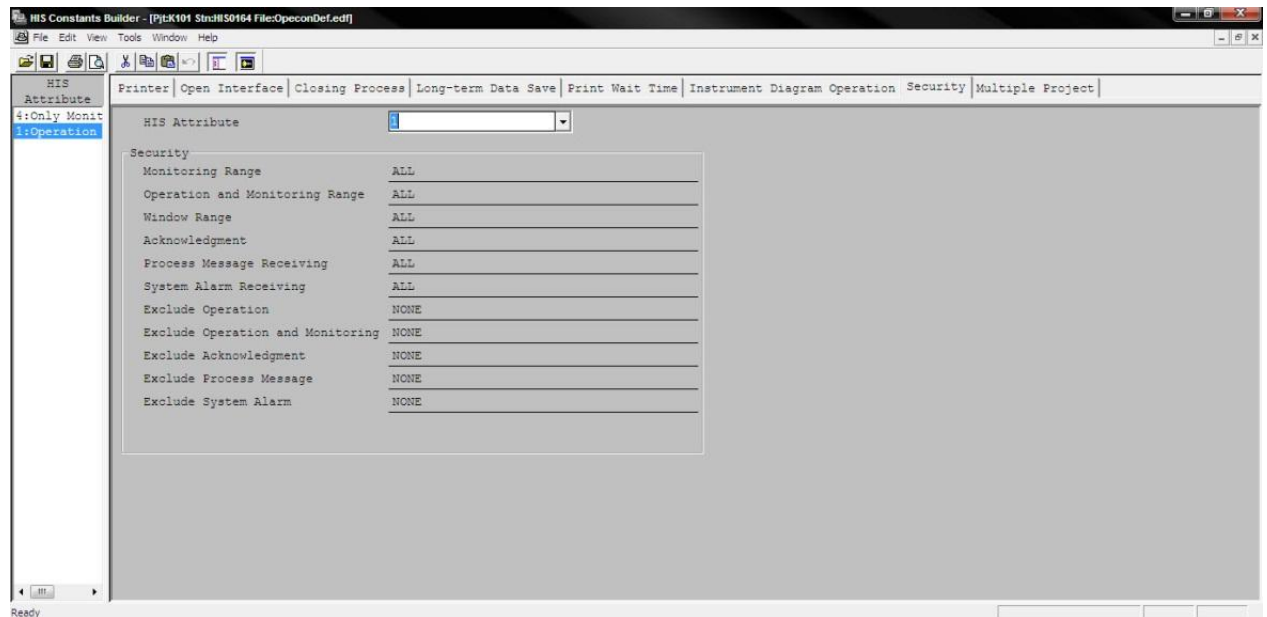 HIS Constants Builder - [Pjt:K101 Stn:HIS0164 File:OpeconDef.edf]
File Edit View Tools Window Help
HIS Attribute
Printer Open Interface Closing Process Long-term Data Save Print Wait Time Instrument Diagram Operation Security Multiple Project
4:Only Monit
1:Operation
HIS Attribute 1
Security
Monitoring Range ALL
Operation and Monitoring Range ALL
Window Range ALL
Acknowledgment ALL
Process Message Receiving ALL
System Alarm Receiving ALL
Exclude Operation NONE
Exclude Operation and Monitoring NONE
Exclude Acknowledgment NONE
Exclude Process Message NONE
Exclude System Alarm NONE
Ready